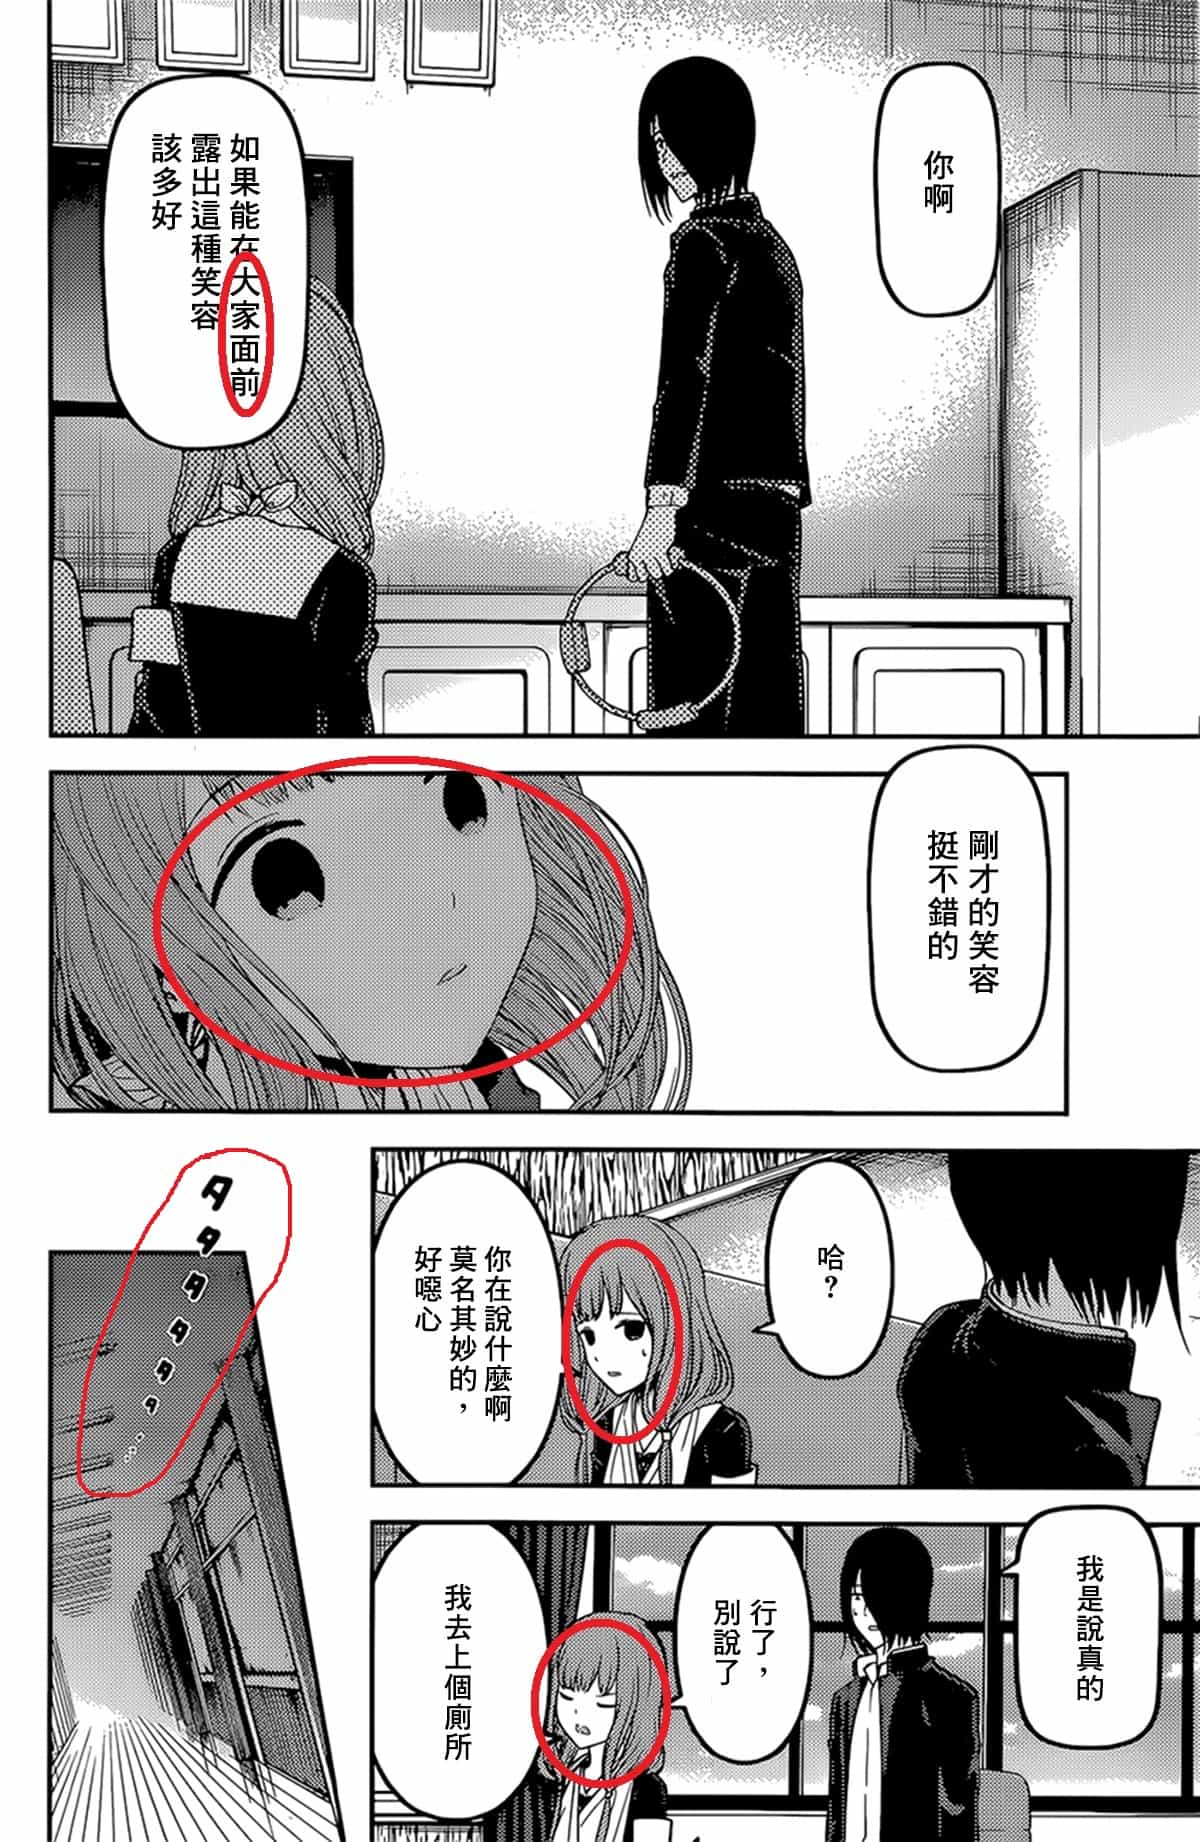 你啊
如果能在大家面前
露出這種笑容
該多好
剛才的笑容
挺不錯的
哈?
你在說什麼啊
莫名其妙的，
好噁心
我是說真的
行了，
別說了
我去上個廁所
タタタタタタ